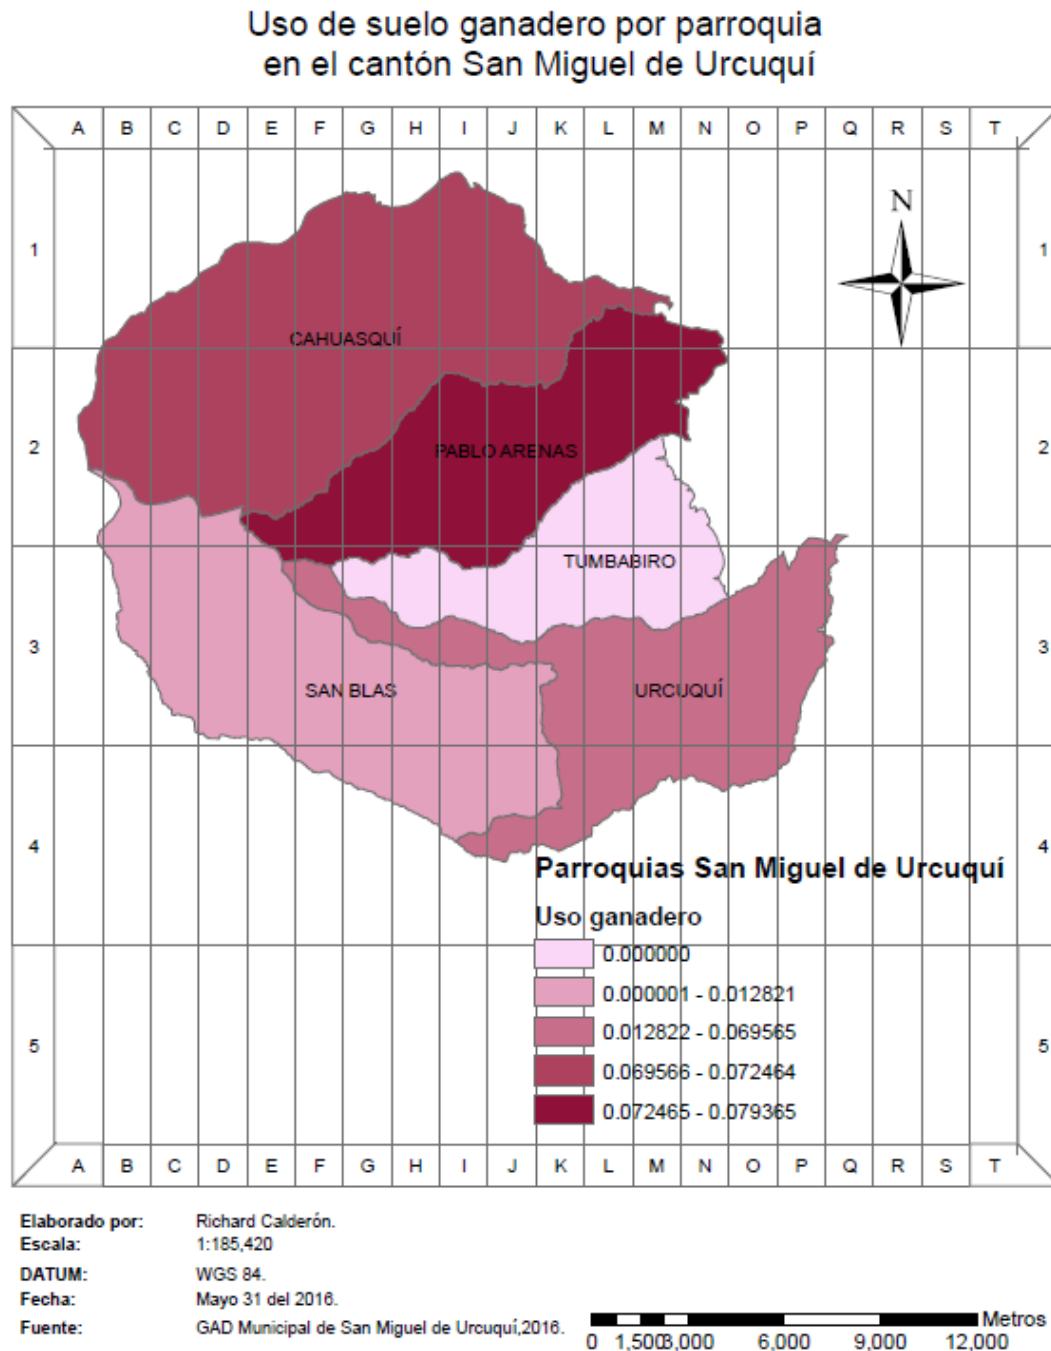 Uso de suelo ganadero por parroquia
en el cantón San Miguel de Urcuquí
A B C D E F G H I J K L M N O P Q R S T
N
1 1
CAHUASQUÍ
2 2
PABLO ARENAS
TUMBABIRO
3 3
SAN BLAS URCUQUÍ
4 4
Parroquias San Miguel de Urcuquí
Uso ganadero
0.000000
0.000001 - 0.012821
0.012822 - 0.069565
5 5
0.069566 - 0.072464
0.072465 - 0.079365
A B C D E F G H I J K L M N O P Q R S T
Elaborado por: Richard Calderón.
Escala: 1:185,420
DATUM: WGS 84.
Fecha: Mayo 31 del 2016.
Fuente: GAD Municipal de San Miguel de Urcuquí,2016.
Metros
0 1,500 3,000 6,000 9,000 12,000